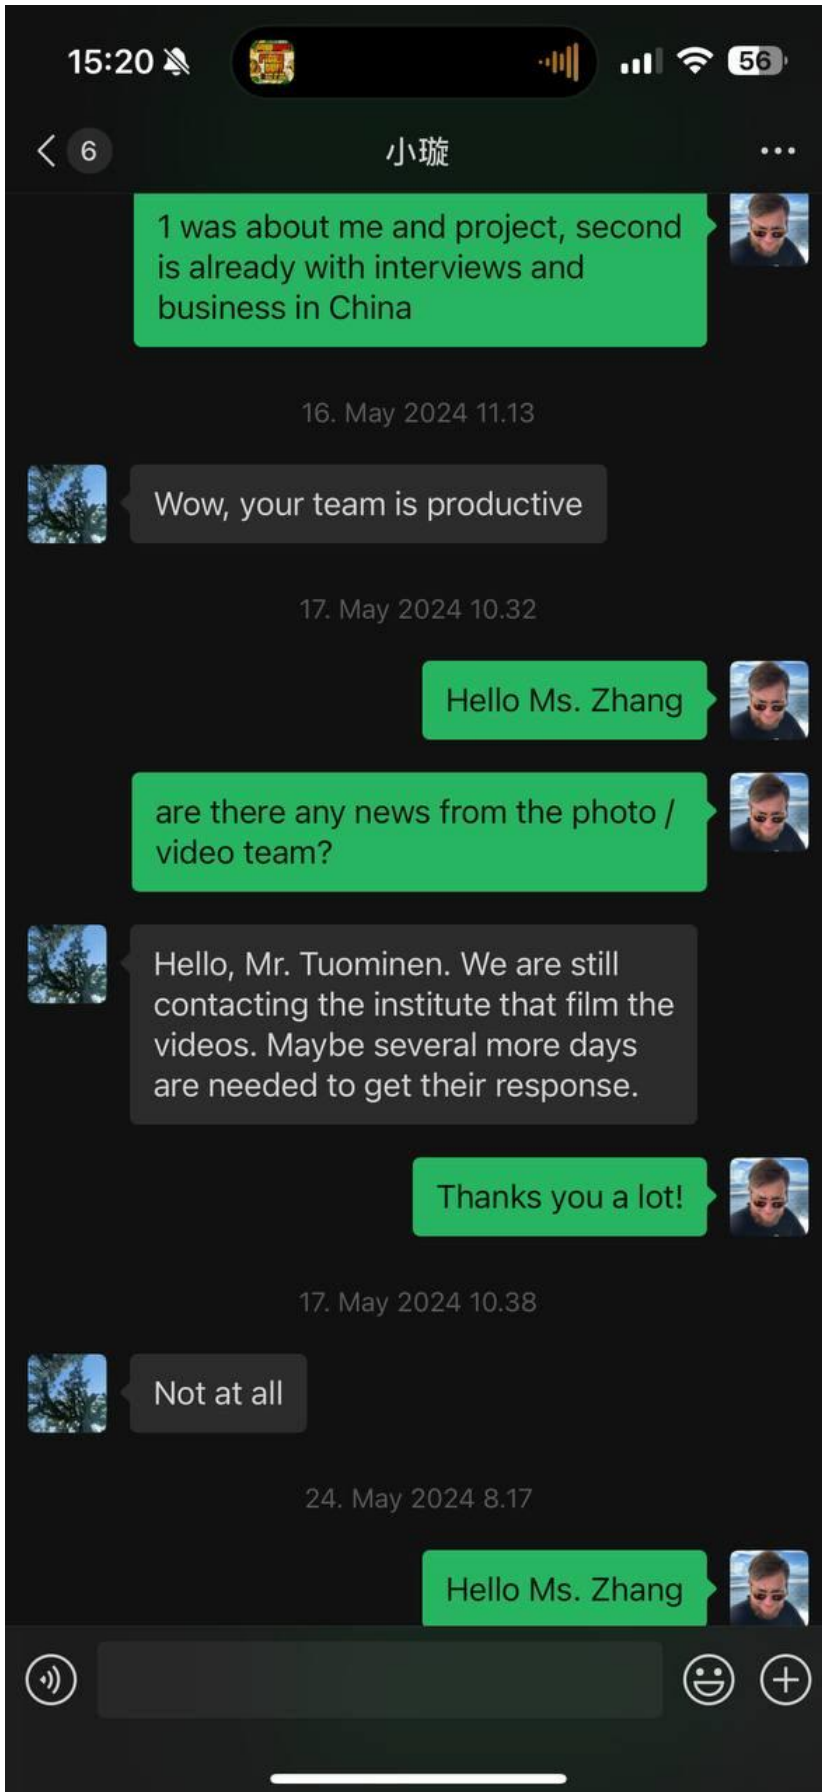 15:20
56
6
小璇
1 was about me and project, second
is already with interviews and
business in China
16. May 2024 11.13
Wow, your team is productive
17. May 2024 10.32
Hello Ms. Zhang
are there any news from the photo /
video team?
Hello, Mr. Tuominen. We are still
contacting the institute that film the
videos. Maybe several more days
are needed to get their response.
Thanks you a lot!
17. May 2024 10.38
Not at all
24. May 2024 8.17
Hello Ms. Zhang